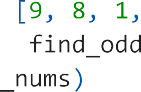 [9, 8, 1,
find_odd
_nums)